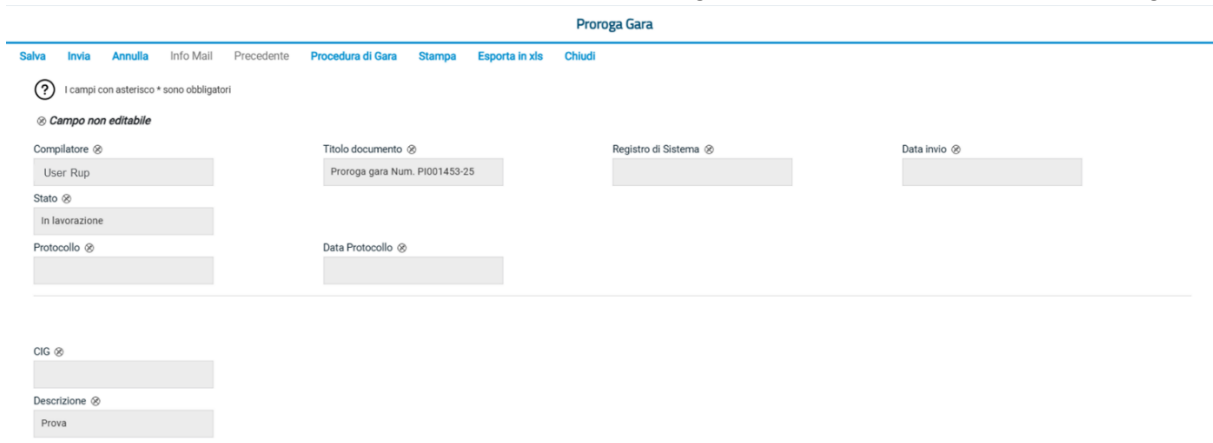 Proroga Gara
Salva Invia Annulla Info Mail Precedente Procedura di Gara Stampa Esporta in xls Chiudi
? I campi con asterisco * sono obbligatori
Campo non editabile
Compilatore Titolo documento Registro di Sistema Data invio
User Rup Proroga gara Num. PI001453-25
Stato
In lavorazione
Protocollo Data Protocollo
CIG
Descrizione
Prova